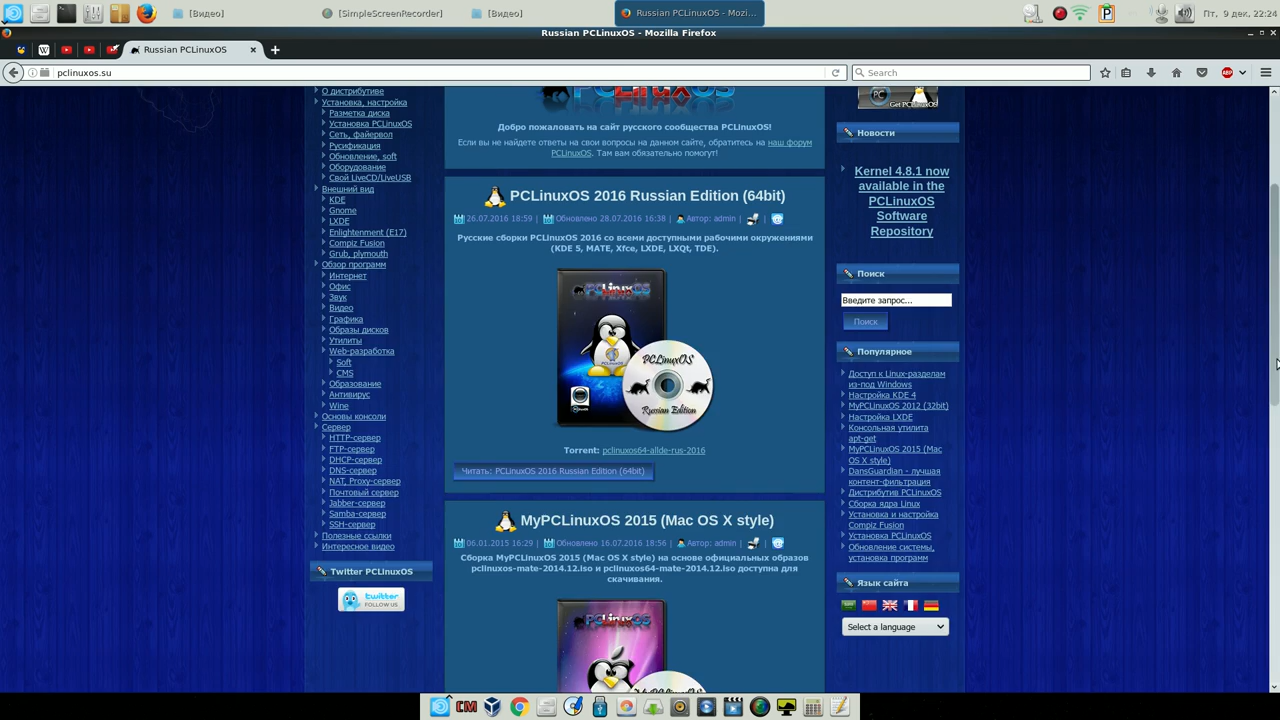 [Видео]
[SimpleScreenRecorder]
[Видео]
Russian PCLinuxOS - Mozi...
Пт, 9 дек, 22:24
Russian PCLinuxOS - Mozilla Firefox
Russian PCLinuxOS
pclinuxos.su
Search
ABP
О дистрибутиве
Установка, настройка
Разметка диска
Установка PCLinuxOS
Сеть, файервол
Русификация
Обновление, soft
Оборудование
Свой LiveCD/LiveUSB
Внешний вид
KDE
Gnome
LXDE
Enlightenment (E17)
Compiz Fusion
Grub, plymouth
Обзор программ
Интернет
Офис
Звук
Видео
Графика
Образы дисков
Утилиты
Web-разработка
Soft
CMS
Образование
Антивирус
Wine
Основы консоли
Сервер
HTTP-сервер
FTP-сервер
DHCP-сервер
DNS-сервер
NAT, Proxy-сервер
Почтовый сервер
Jabber-сервер
Samba-сервер
SSH-сервер
Полезные ссылки
Интересное видео
Twitter PCLinuxOS
twitter
FOLLOW US
PCLinuxOS
Добро пожаловать на сайт русского сообщества PCLinuxOS!
Если вы не найдете ответы на свои вопросы на данном сайте, обратитесь на наш форум
PCLinuxOS. Там вам обязательно помогут!
PCLinuxOS 2016 Russian Edition (64bit)
26.07.2016 18:59 | Обновлено 28.07.2016 16:38 | Автор: admin | |
Русские сборки PCLinuxOS 2016 со всеми доступными рабочими окружениями
(KDE 5, MATE, Xfce, LXDE, LXQt, TDE).
PCLinuxOS
PCLinuxOS
Russian Edition
Torrent: pclinuxos64-allde-rus-2016
Читать: PCLinuxOS 2016 Russian Edition (64bit)
MyPCLinuxOS 2015 (Mac OS X style)
06.01.2015 16:29 | Обновлено 16.07.2016 18:56 | Автор: admin | |
Сборка MyPCLinuxOS 2015 (Mac OS X style) на основе официальных образов
pclinuxos-mate-2014.12.iso и pclinuxos64-mate-2014.12.iso доступна для
скачивания.
PCLinuxOS
PC
Get PCLinuxOS
Новости
Kernel 4.8.1 now
available in the
PCLinuxOS
Software
Repository
Поиск
Введите запрос...
Поиск
Популярное
Доступ к Linux-разделам
из-под Windows
Настройка KDE 4
MyPCLinuxOS 2012 (32bit)
Настройка LXDE
Консольная утилита
apt-get
MyPCLinuxOS 2015 (Mac
OS X style)
DansGuardian - лучшая
контент-фильтрация
Дистрибутив PCLinuxOS
Сборка ядра Linux
Установка и настройка
Compiz Fusion
Установка PCLinuxOS
Обновление системы,
установка программ
Язык сайта
Select a language
CM